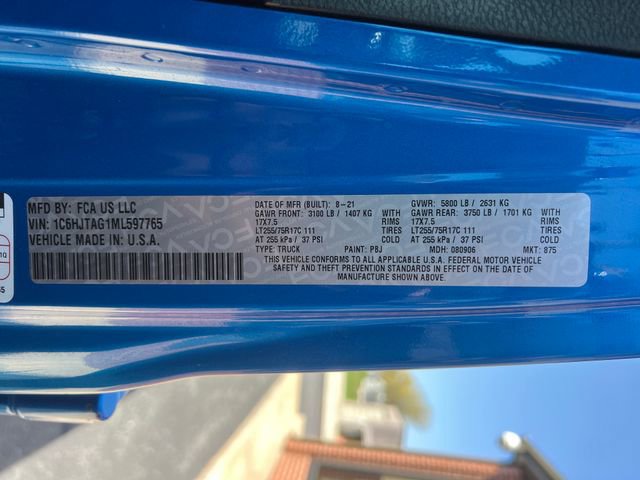 MFD BY: FCA US LLC
VIN: 1C6HJTAG1ML597765
VEHICLE MADE IN U.S.A.
DATE OF MFR (BUILT): 8-21 GVWR: 5800 LB / 2631 KG
GAWR FRONT: 3100 LB / 1407 KG WITH GAWR REAR: 3750 LB / 1701 KG WITH
17X7.5 RIMS 17X7.5 RIMS
LT255/75R17C 111 TIRES LT255/75R17C 111 TIRES
AT 255 kPa / 37 PSI COLD AT 255 kPa / 37 PSI COLD
TYPE: TRUCK PAINT: PBJ MDH: 080906 MKT: 875
THIS VEHICLE CONFORMS TO ALL APPLICABLE U.S.A. FEDERAL MOTOR VEHICLE
SAFETY AND THEFT PREVENTION STANDARDS IN EFFECT ON THE DATE OF
MANUFACTURE SHOWN ABOVE.